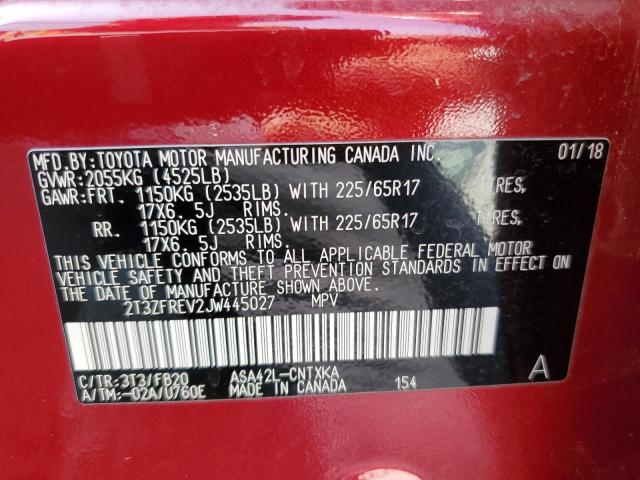 MFD.BY:TOYOTA MOTOR MANUFACTURING CANADA INC. 01/18
GVWR:2055KG (4525LB)
GAWR:FRT. 1150KG (2535LB) WITH 225/65R17 TIRES,
17X6. 5J RIMS.
RR. 1150KG (2535LB) WITH 225/65R17 TIRES,
17X6. 5J RIMS.
THIS VEHICLE CONFORMS TO ALL APPLICABLE FEDERAL MOTOR
VEHICLE SAFETY AND THEFT PREVENTION STANDARDS IN EFFECT ON
THE DATE OF MANUFACTURE SHOWN ABOVE.
2T3ZFREV2JW445027 MPV
C/TR:3T3/FB20 ASA42L-CNTXKA
A/TM:-02A/U760E MADE IN CANADA 154 A